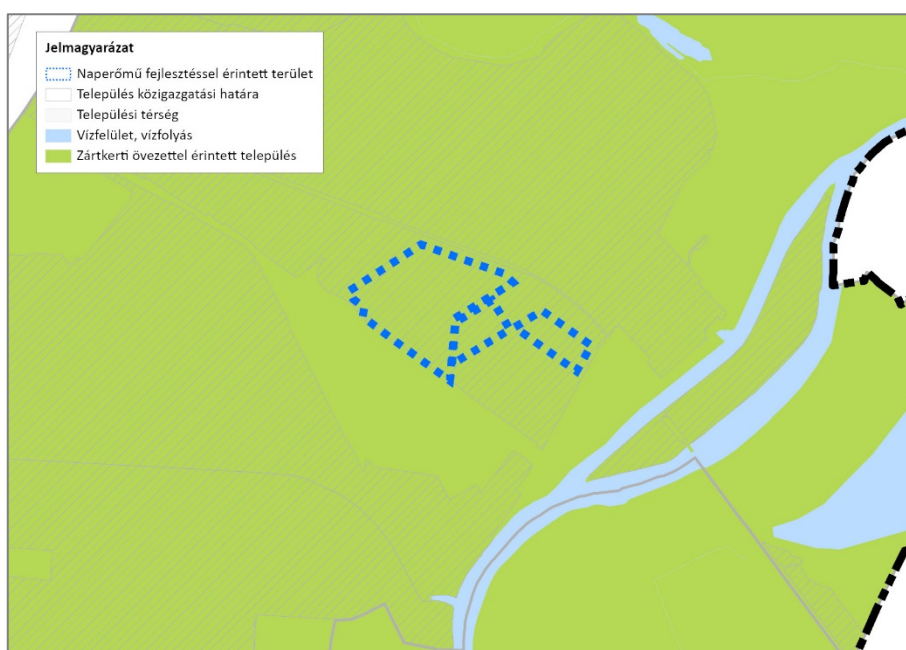 Jelmagyarázat
Naperőmű fejlesztéssel érintett terület
Település közigazgatási határa
Települési térség
Vízfelület, vízfolyás
Zártkerti övezettel érintett település